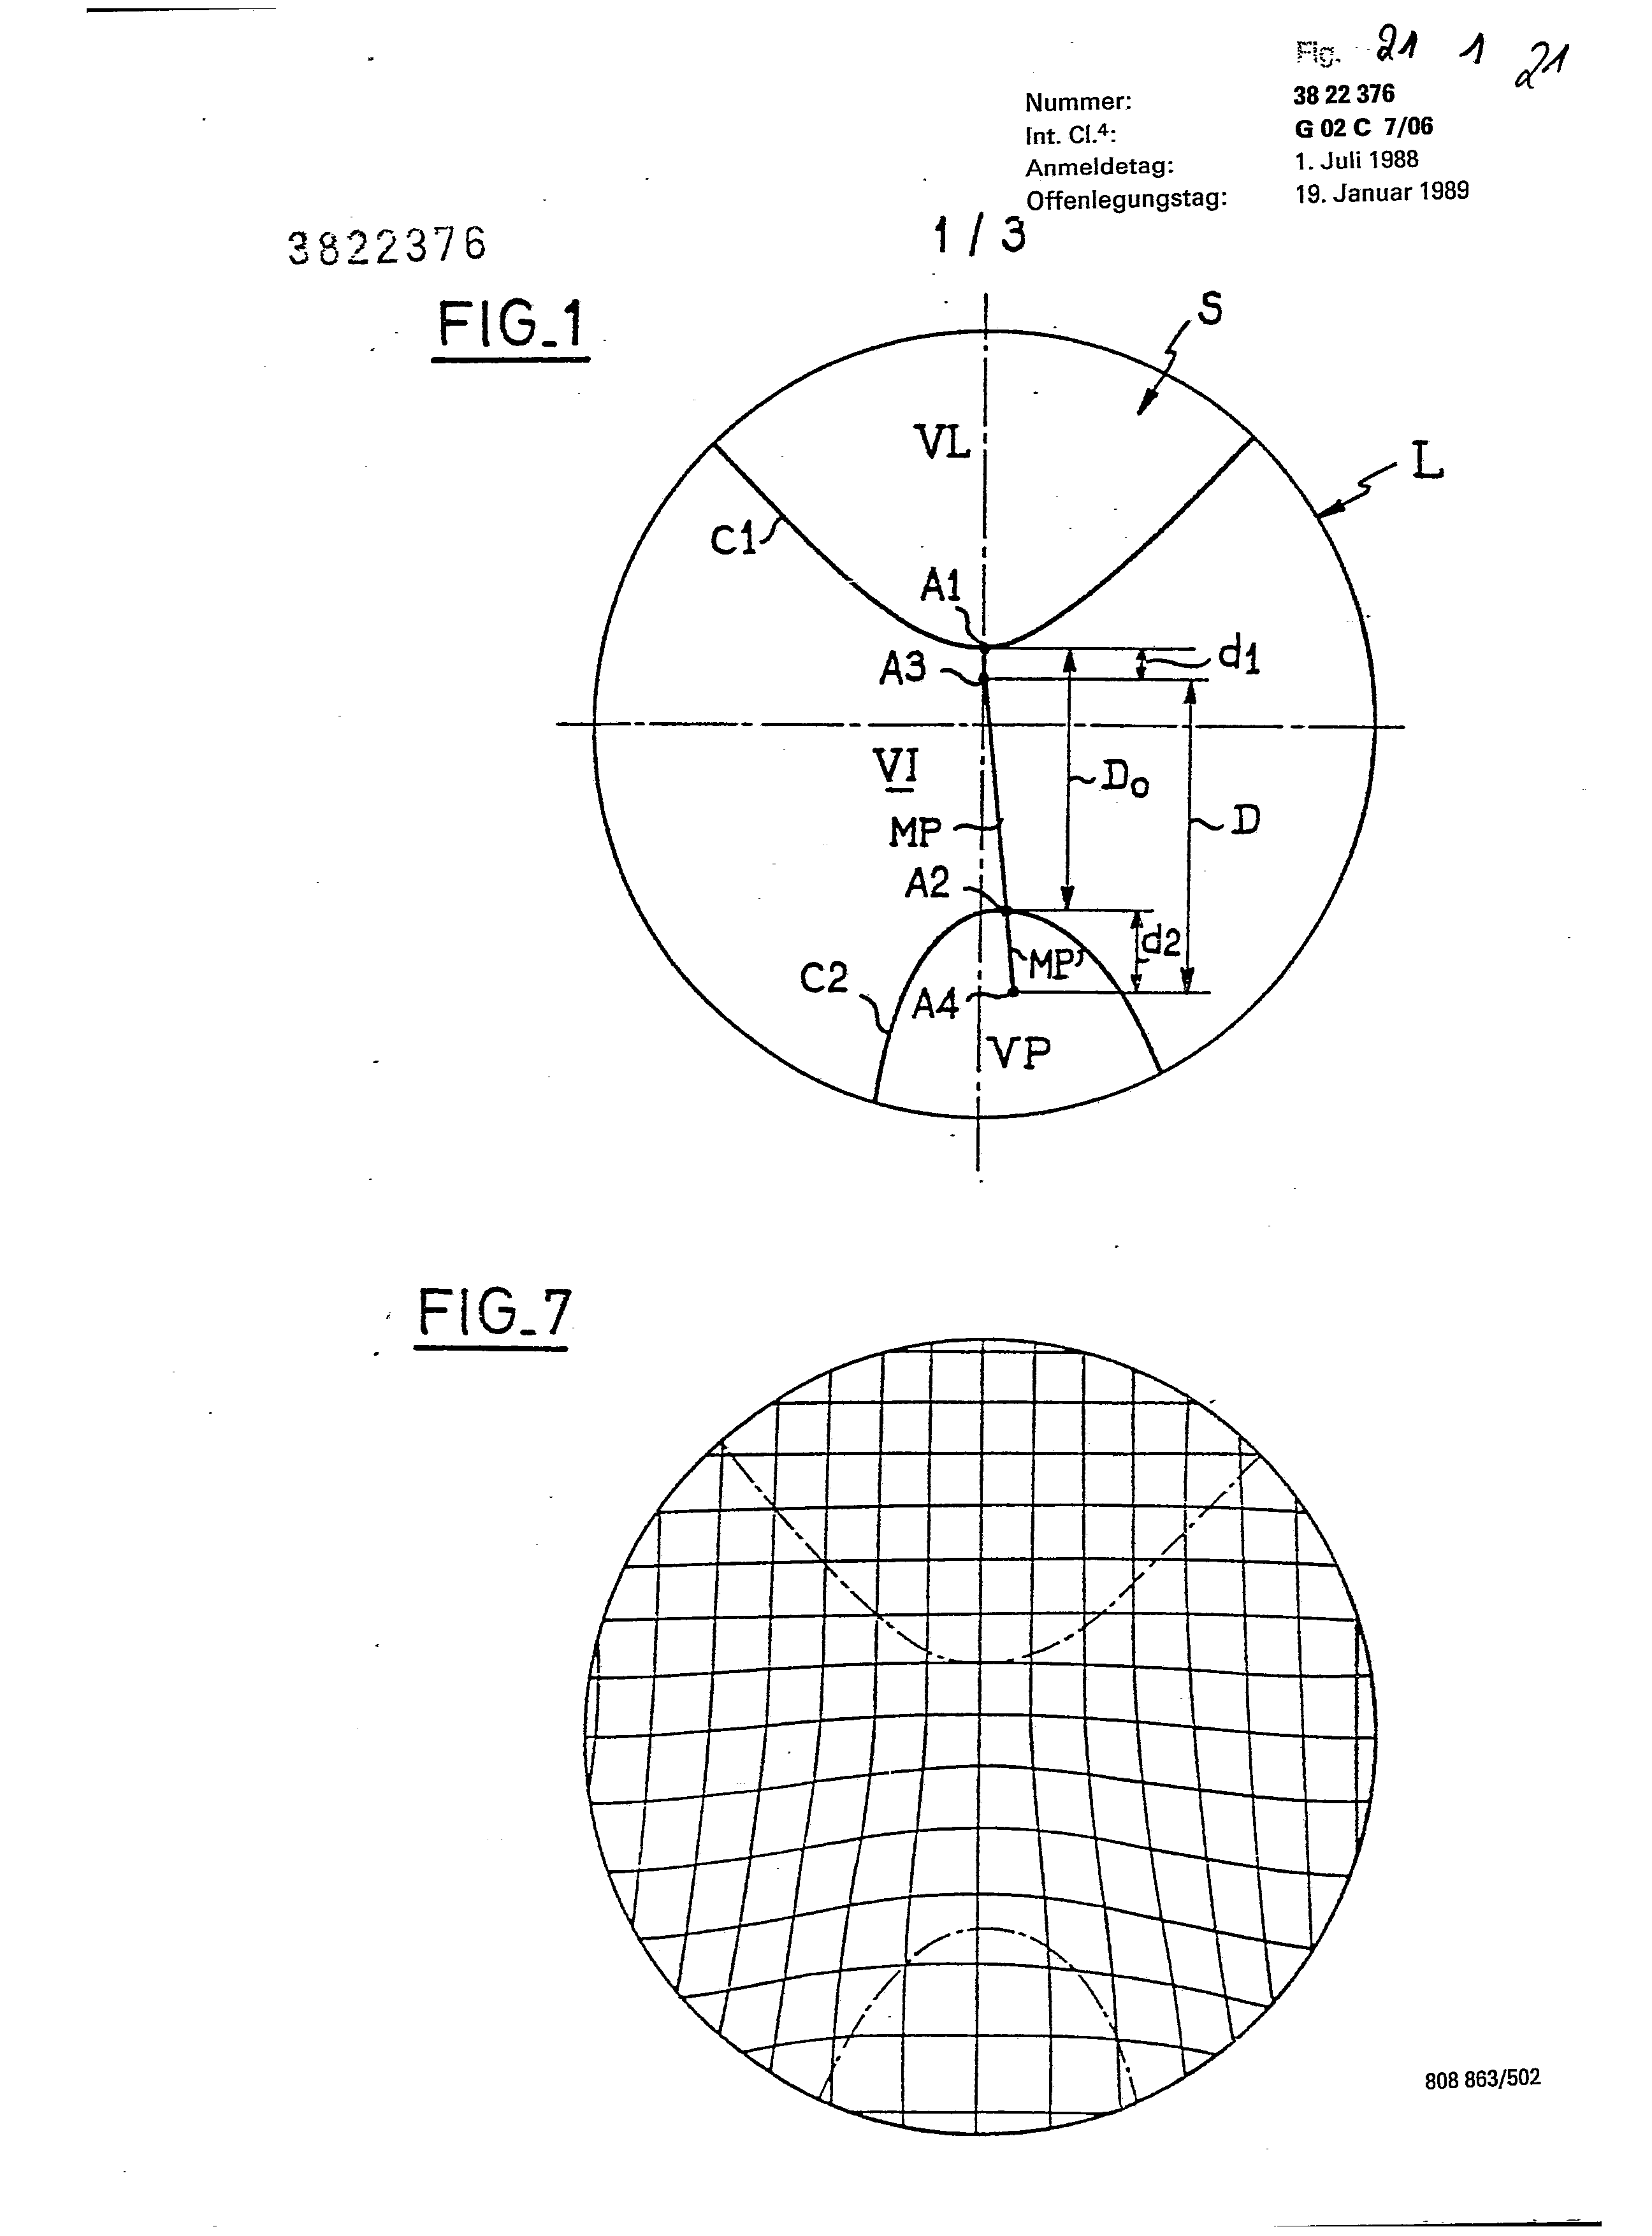 Fig. 21 1 21
Nummer: 38 22 376
Int. Cl.4: G 02 C 7/06
Anmeldetag: 1. Juli 1988
Offenlegungstag: 19. Januar 1989
3822376
1 / 3
FIG_1
S
VL
L
C1
A1
A3
d1
VI
D0
MP
D
A2
d2
MP'
C2
A4
VP
FIG_7
808 863/502